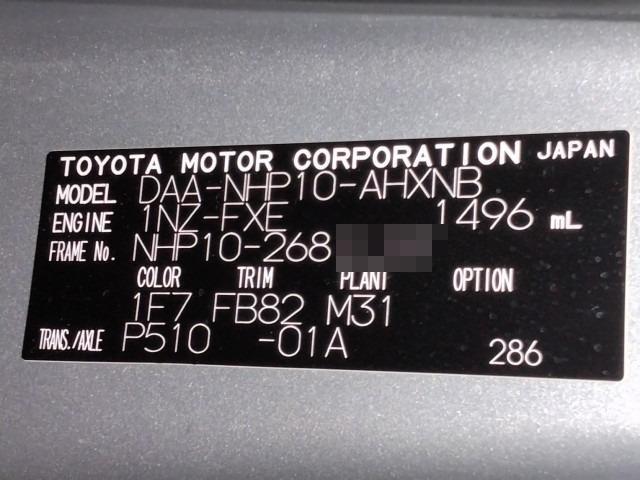 TOYOTA MOTOR CORPORATION JAPAN
MODEL DAA-NHP10-AHXNB
ENGINE 1NZ-FXE 1496 mL
FRAME No. NHP10-268
COLOR TRIM PLANT OPTION
1F7 FB82 M31
TRANS./AXLE P510 -01A 286